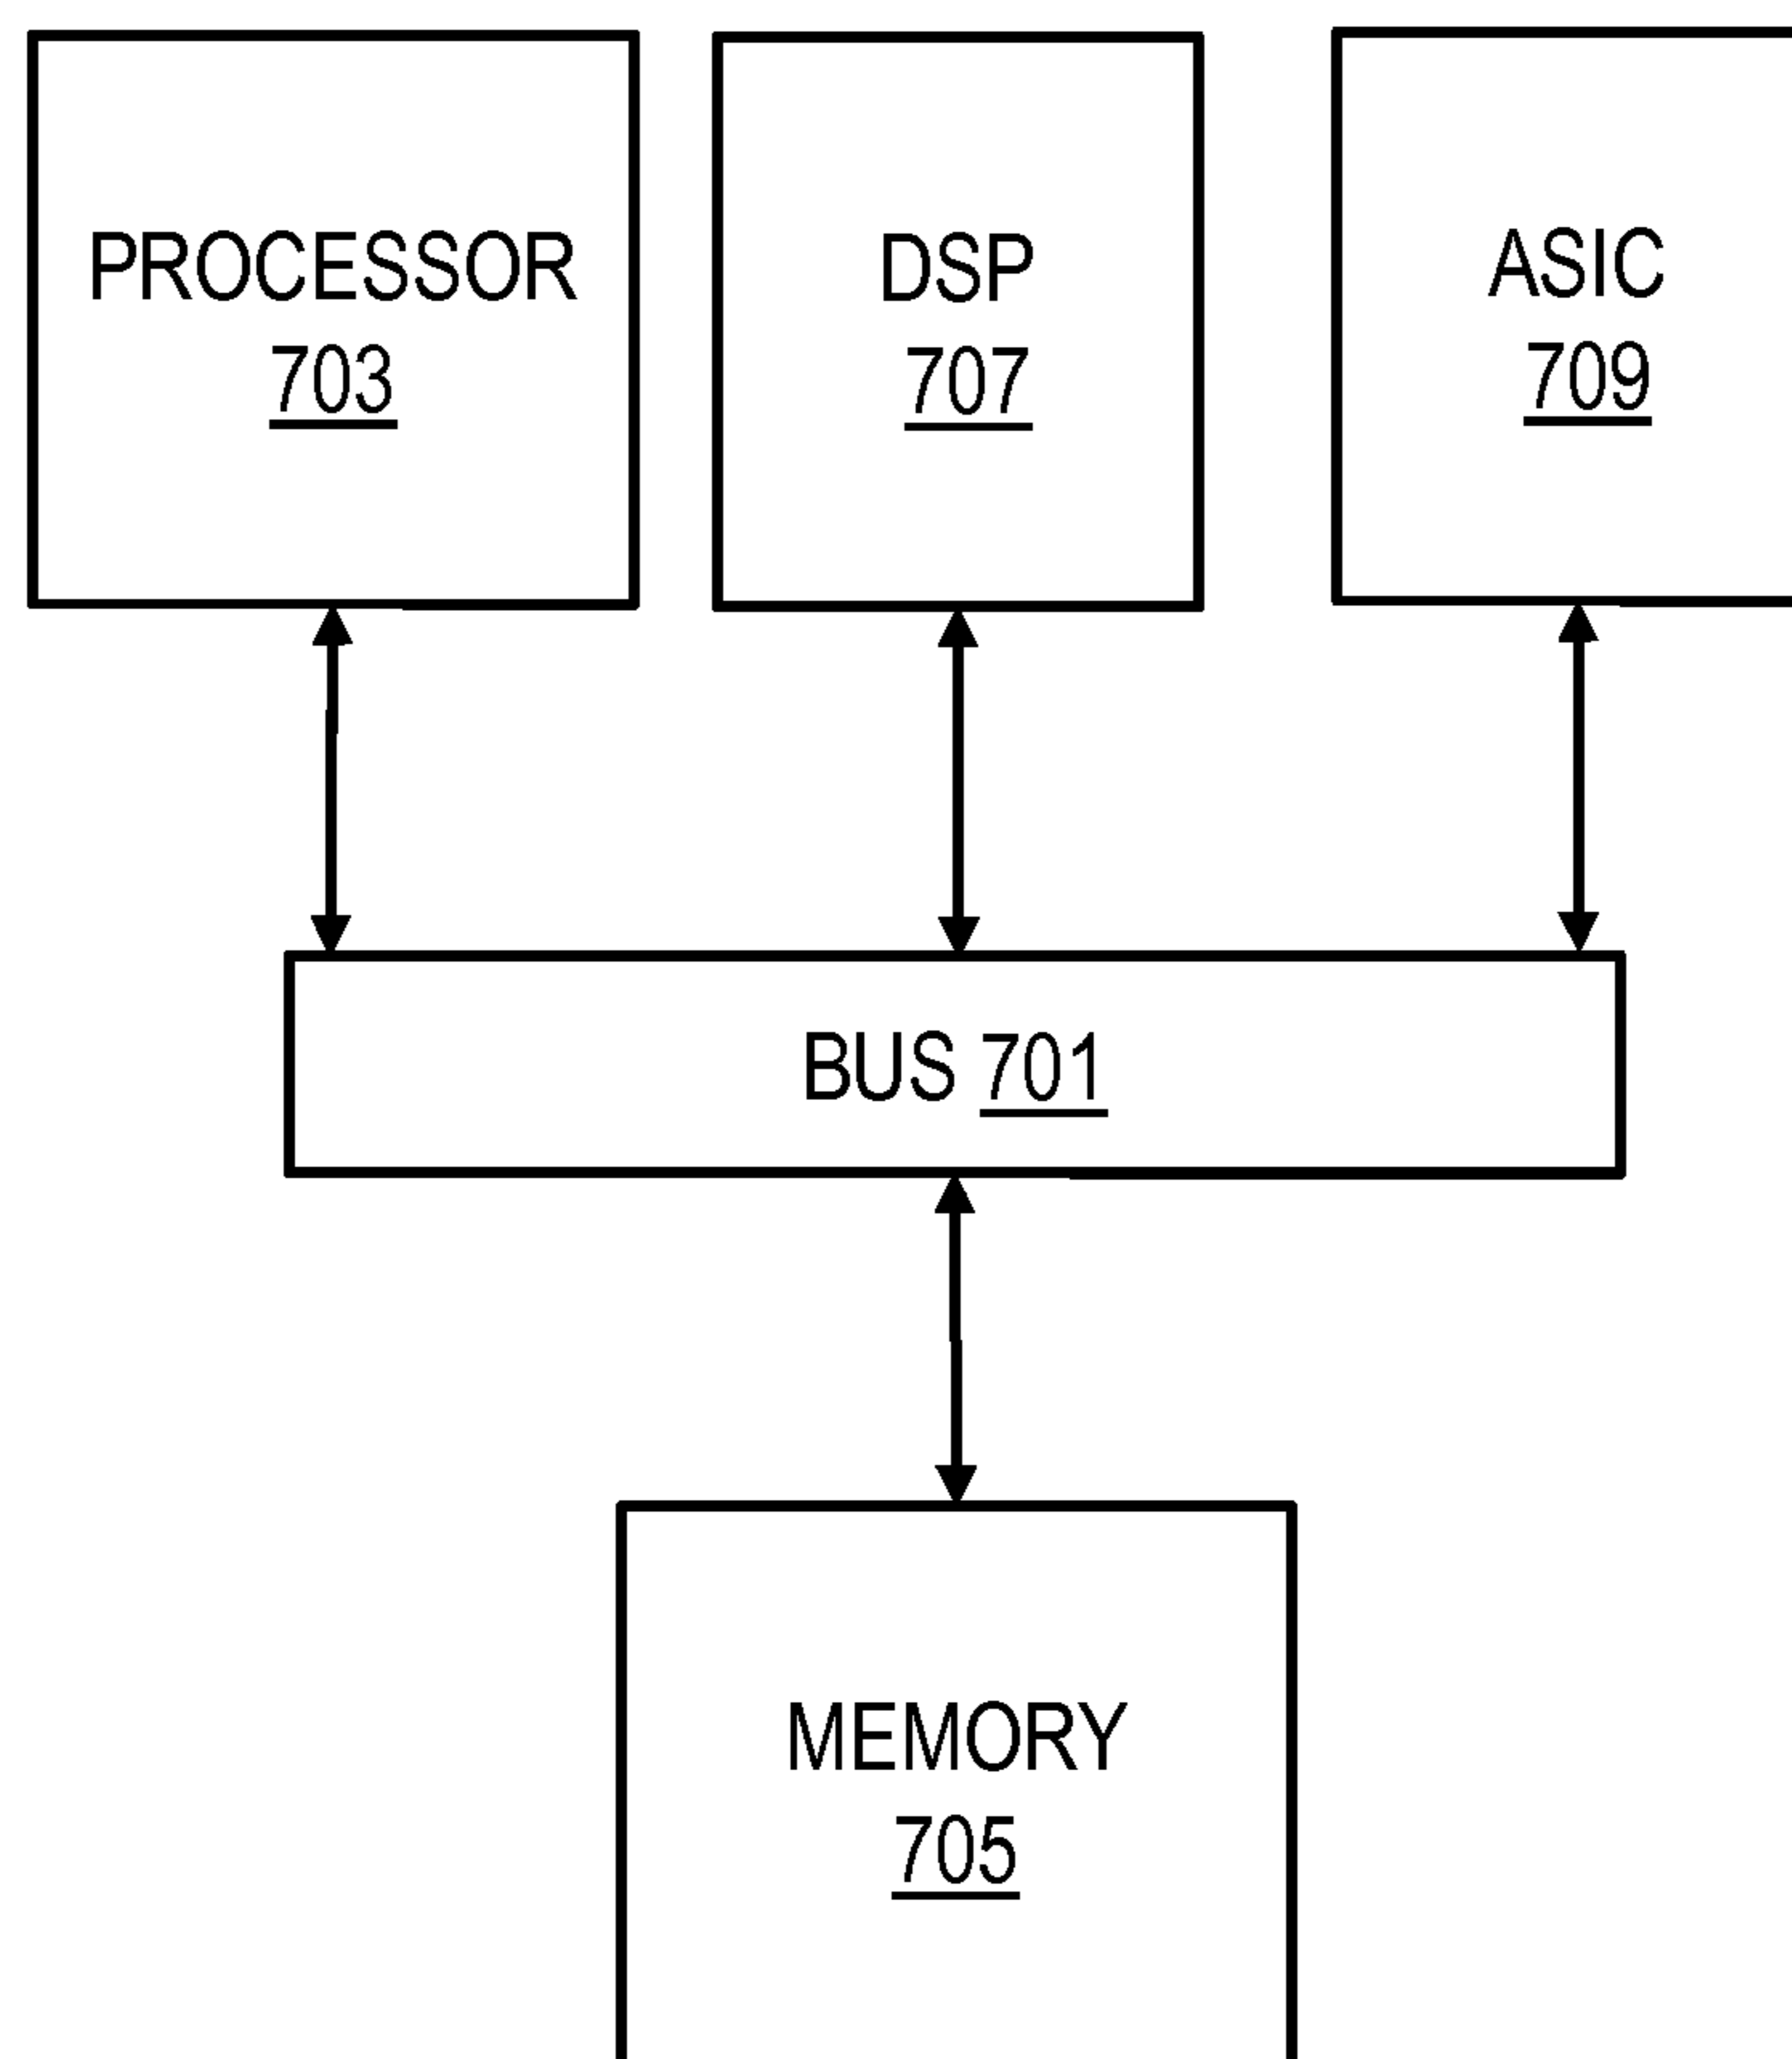 PROCESSOR
703
DSP
707
ASIC
709
BUS 701
MEMORY
705